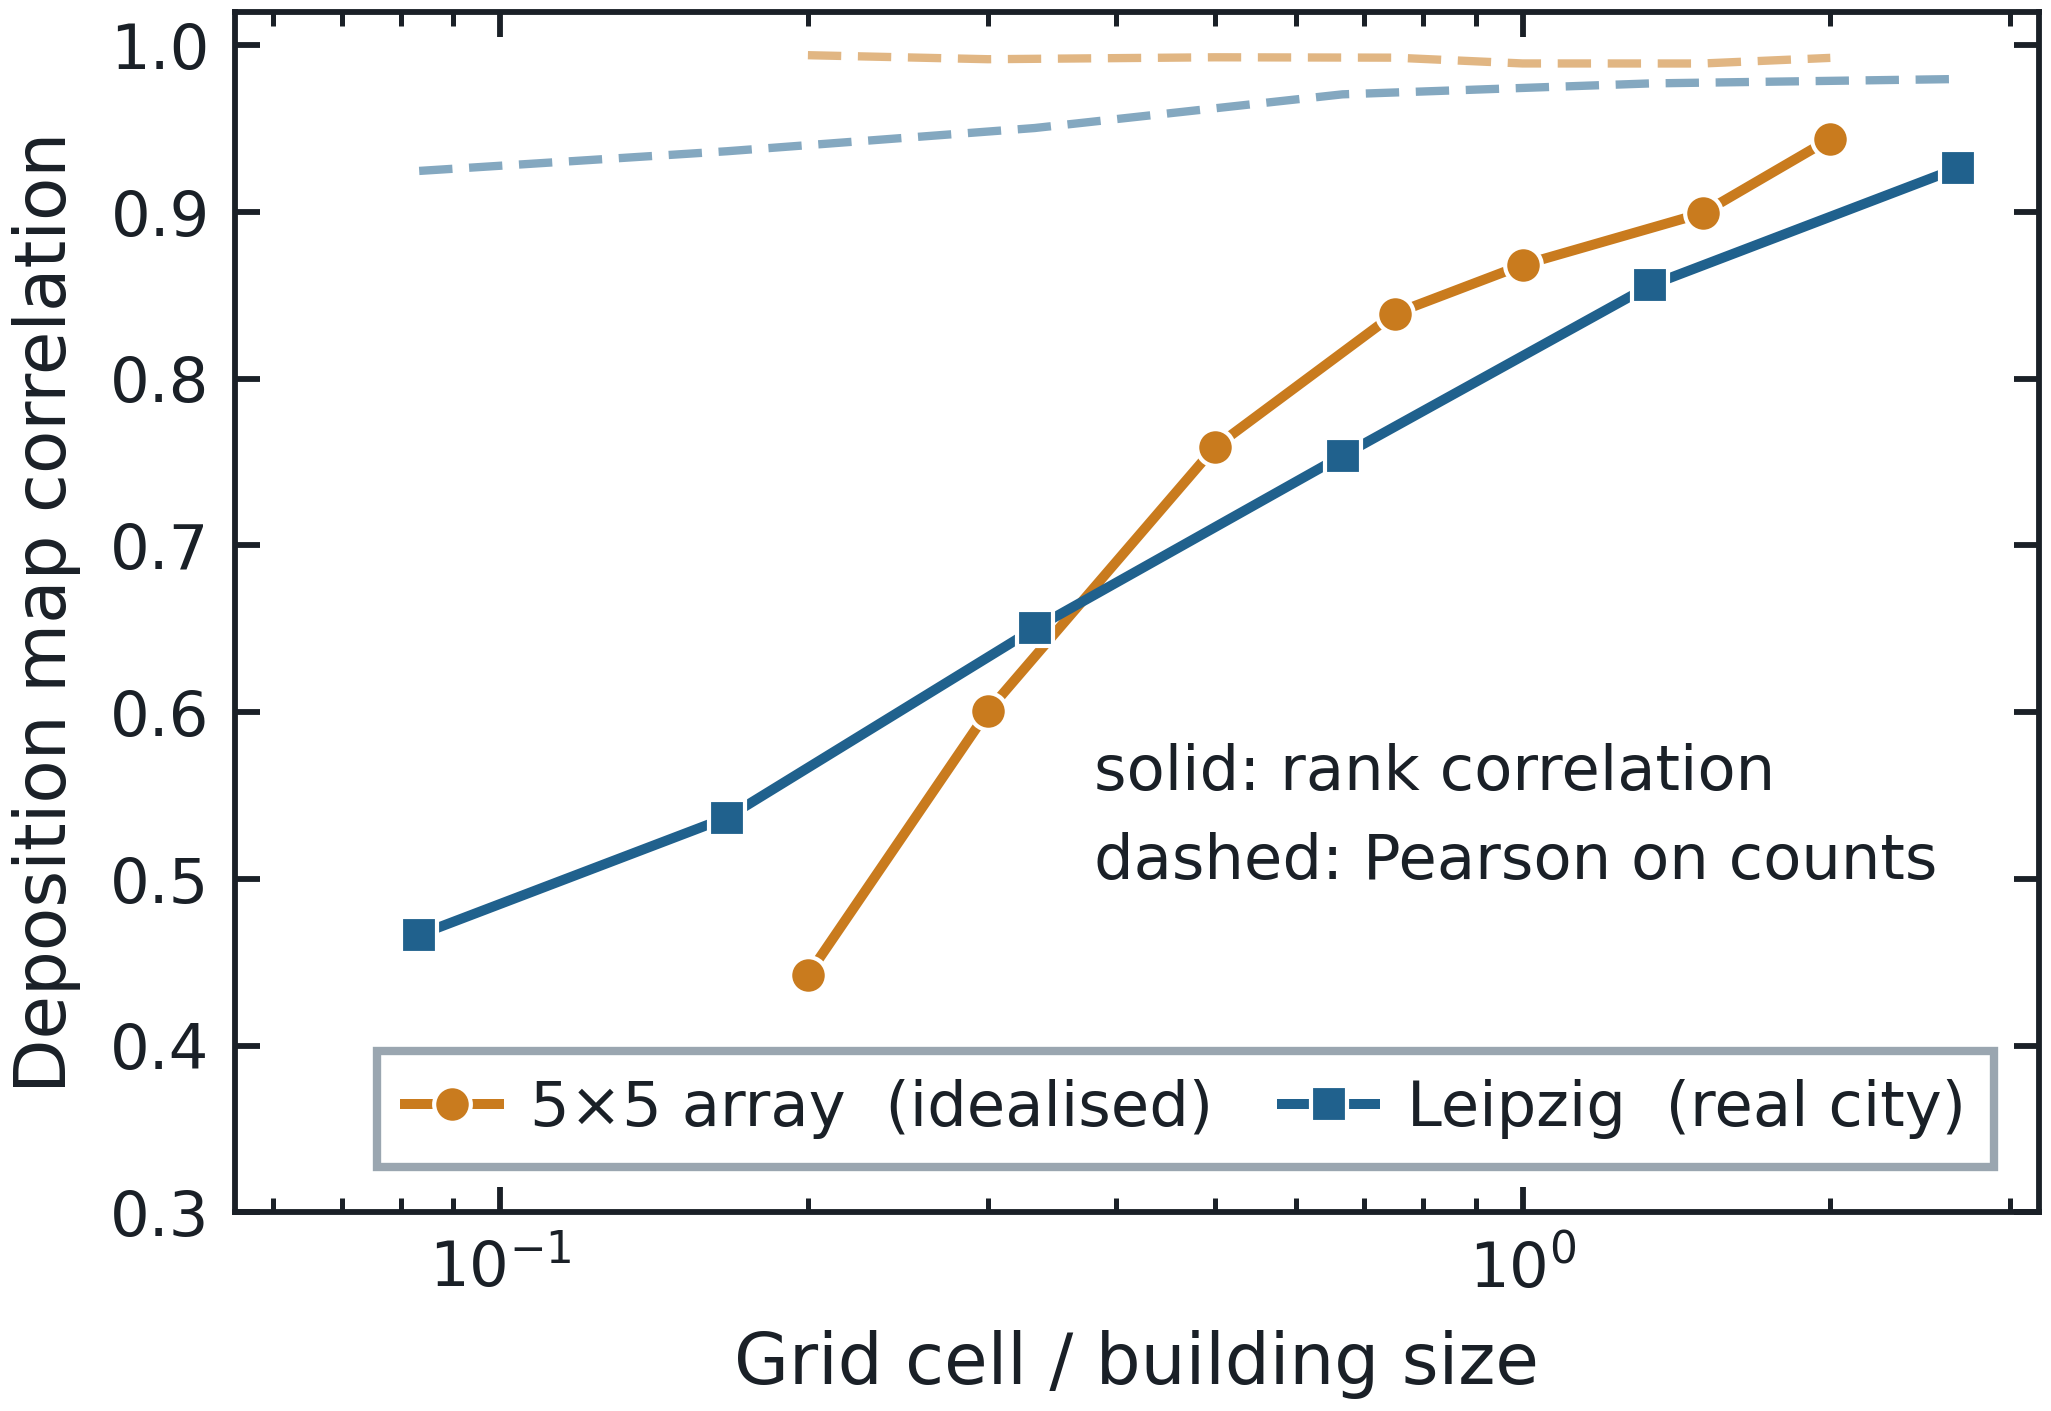 1.0
0.9
0.8
0.7
0.6
0.5
0.4
0.3
Deposition map correlation
solid: rank correlation
dashed: Pearson on counts
5×5 array (idealised)
Leipzig (real city)
10⁻¹
10⁰
Grid cell / building size